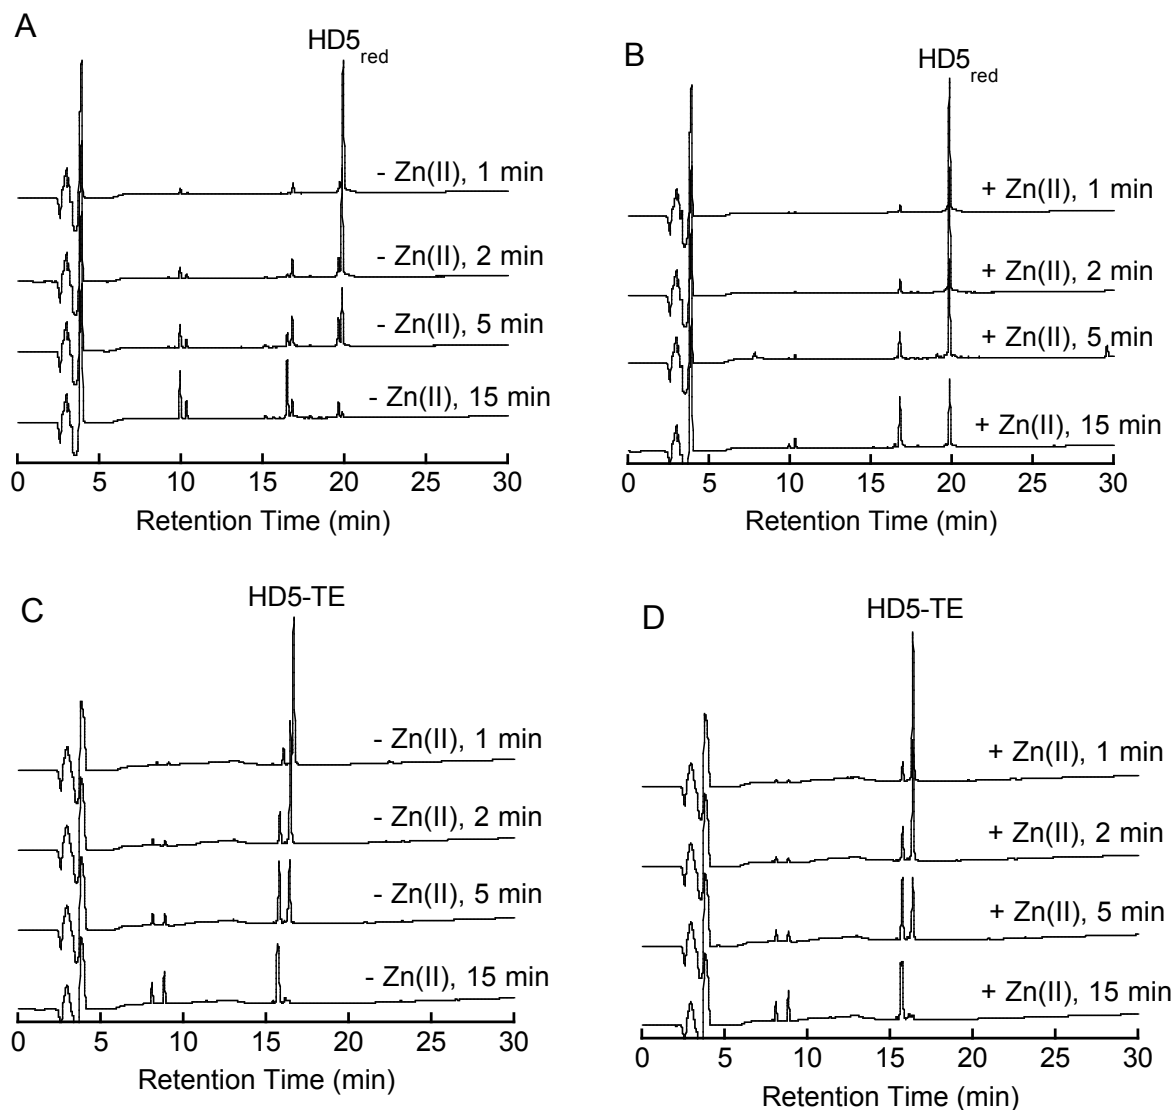 A
HD5red
- Zn(II), 1 min
- Zn(II), 2 min
- Zn(II), 5 min
- Zn(II), 15 min
0 5 10 15 20 25 30
Retention Time (min)
B
HD5red
+ Zn(II), 1 min
+ Zn(II), 2 min
+ Zn(II), 5 min
+ Zn(II), 15 min
0 5 10 15 20 25 30
Retention Time (min)
C
HD5-TE
- Zn(II), 1 min
- Zn(II), 2 min
- Zn(II), 5 min
- Zn(II), 15 min
0 5 10 15 20 25 30
Retention Time (min)
D
HD5-TE
+ Zn(II), 1 min
+ Zn(II), 2 min
+ Zn(II), 5 min
+ Zn(II), 15 min
0 5 10 15 20 25 30
Retention Time (min)